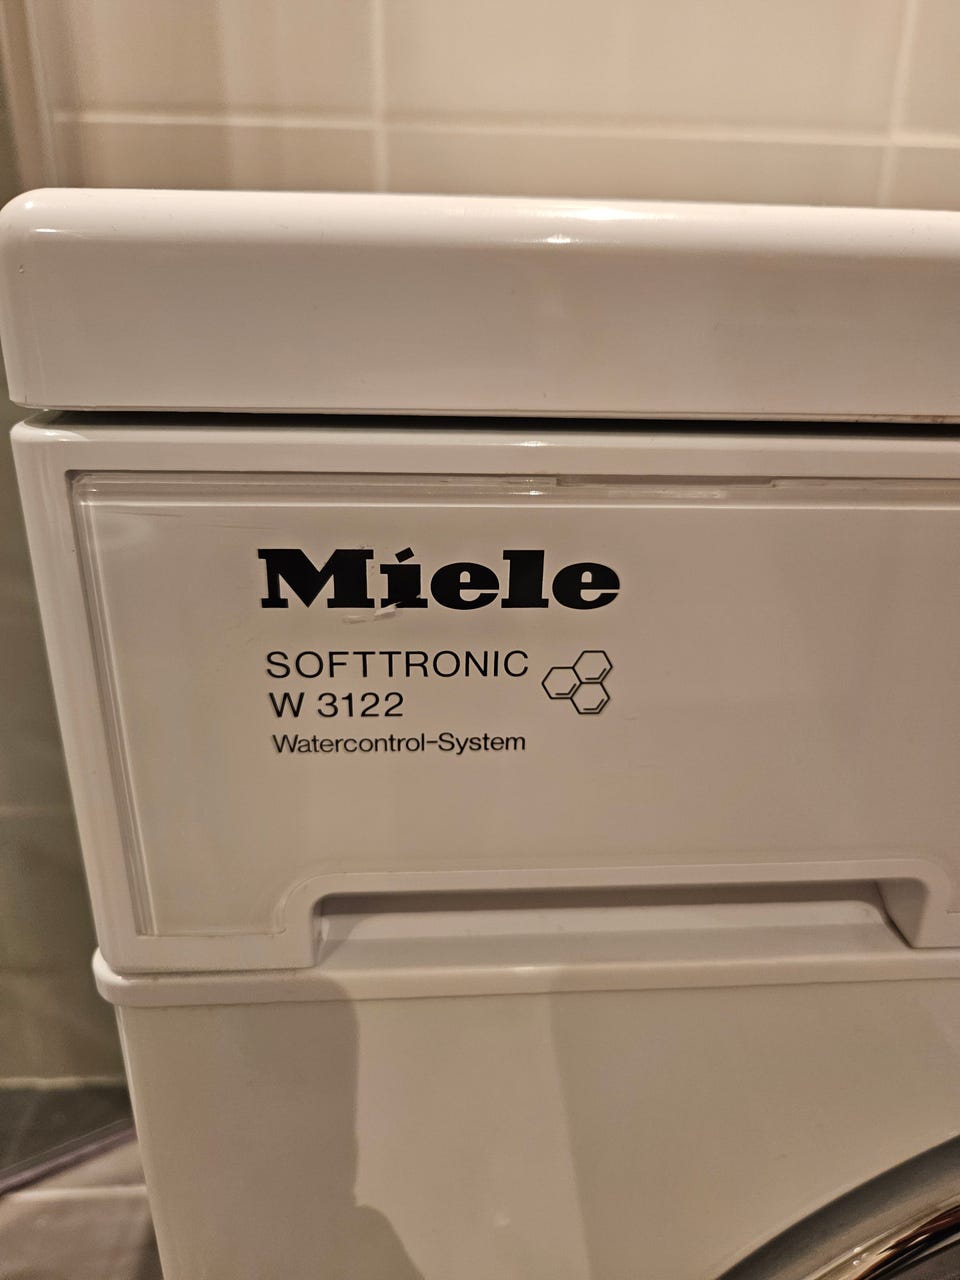 Miele
SOFTTRONIC
W 3122
Watercontrol-System